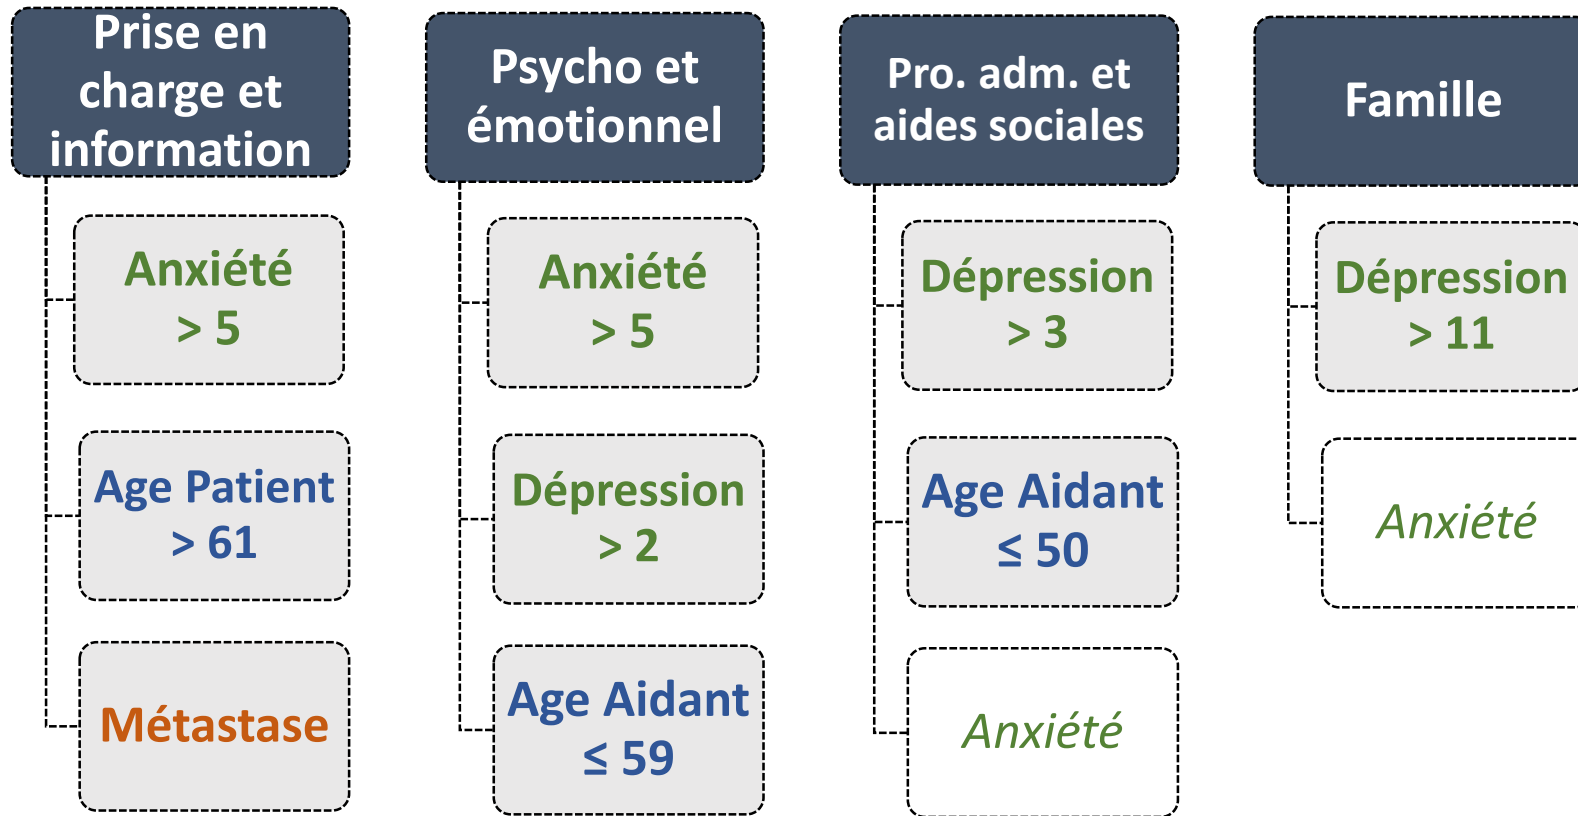 Prise en
charge et
information
Anxiété
> 5
Age Patient
> 61
Métastase
Psycho et
émotionnel
Anxiété
> 5
Dépression
> 2
Age Aidant
≤ 59
Pro. adm. et
aides sociales
Dépression
> 3
Age Aidant
≤ 50
Anxiété
Famille
Dépression
> 11
Anxiété